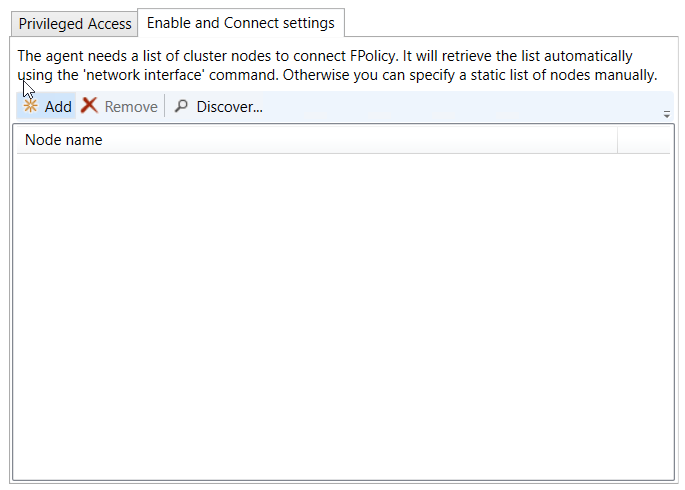 Privileged Access
Enable and Connect settings
The agent needs a list of cluster nodes to connect FPolicy. It will retrieve the list automatically
using the 'network interface' command. Otherwise you can specify a static list of nodes manually.
Add Remove Discover...
Node name